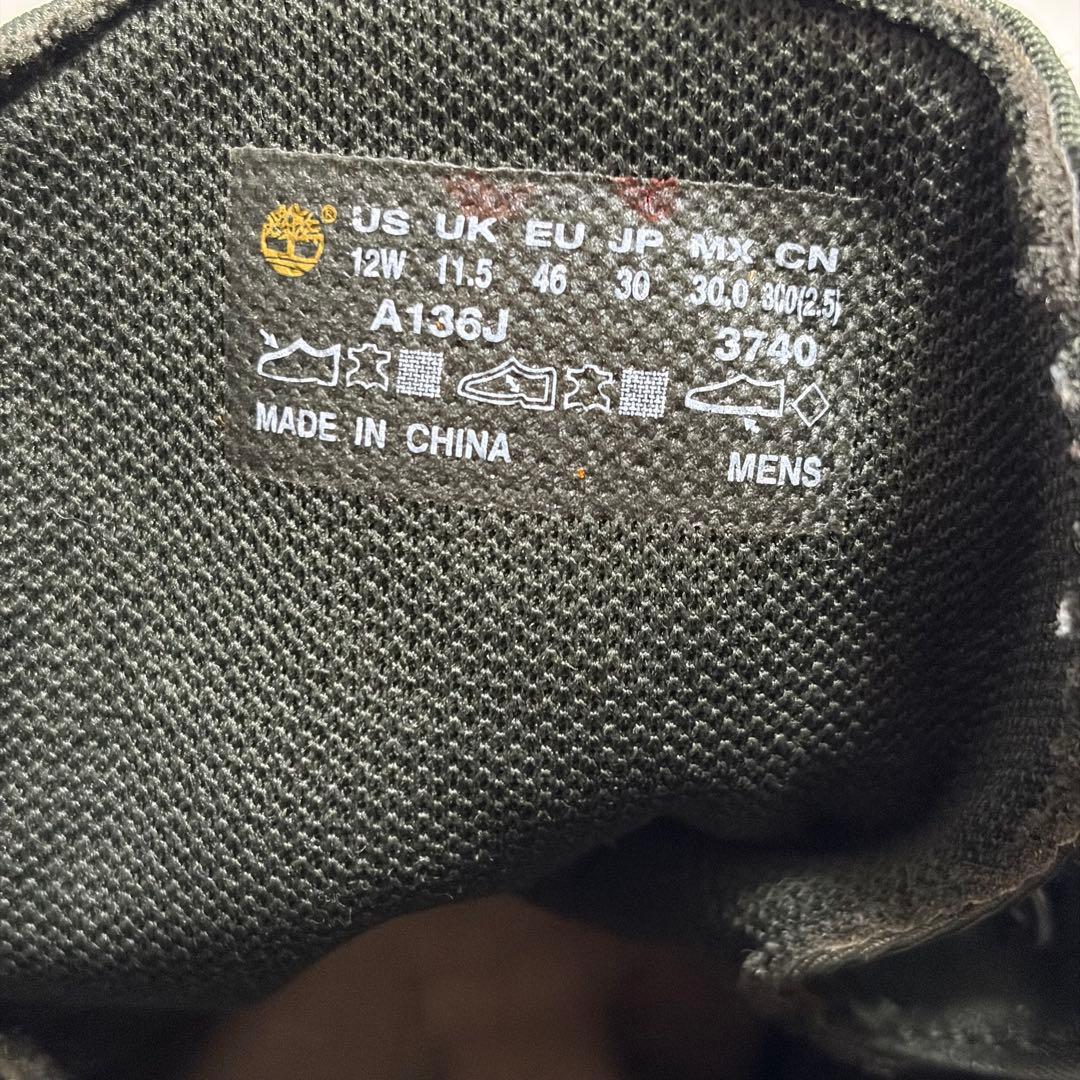 ® US UK EU JP MX CN
12W 11.5 46 30 30.0 300(2.5)
A136J 3740
MADE IN CHINA
MENS